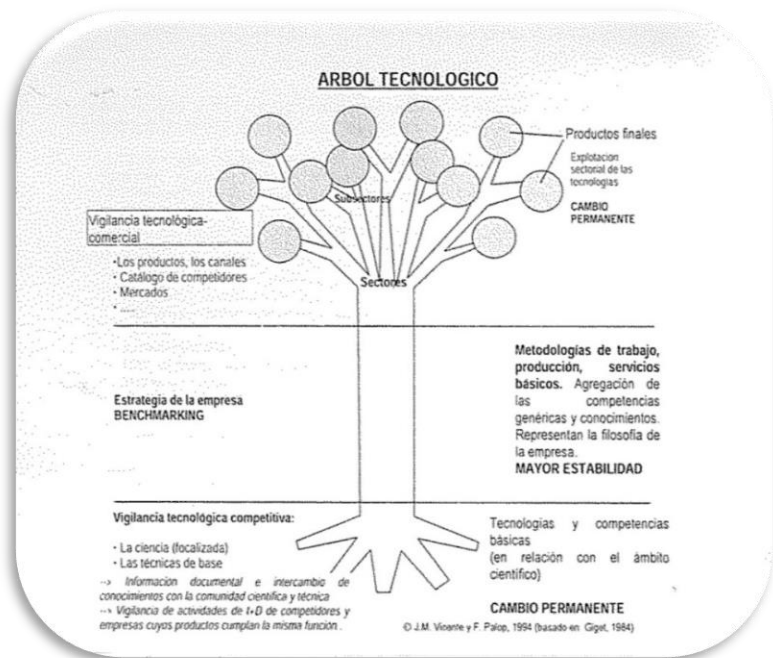 ARBOL TECNOLOGICO
Productos finales
Explotacion
sectorial de las
tecnologías
CAMBIO
PERMANENTE
Subsectores
Vigilancia tecnológica-
comercial
•Los productos, los canales
• Catálogo de competidores
• Mercados
• ....
Sectores
Estrategia de la empresa
BENCHMARKING
Metodologías de trabajo,
producción, servicios
básicos. Agregación de
las competencias
genéricas y conocimientos.
Representan la filosofía de
la empresa.
MAYOR ESTABILIDAD
Vigilancia tecnológica competitiva:
• La ciencia (focalizada)
• Las técnicas de base
--> Información documental e intercambio de
conocimientos con la comunidad científica y técnica
--> Vigilancia de actividades de I+D de competidores y
empresas cuyos productos cumplan la misma función .
Tecnologías y competencias
básicas
(en relación con el ámbito
científico)
CAMBIO PERMANENTE
© J.M. Vicente y F. Palop, 1994 (basado en Giget, 1984)